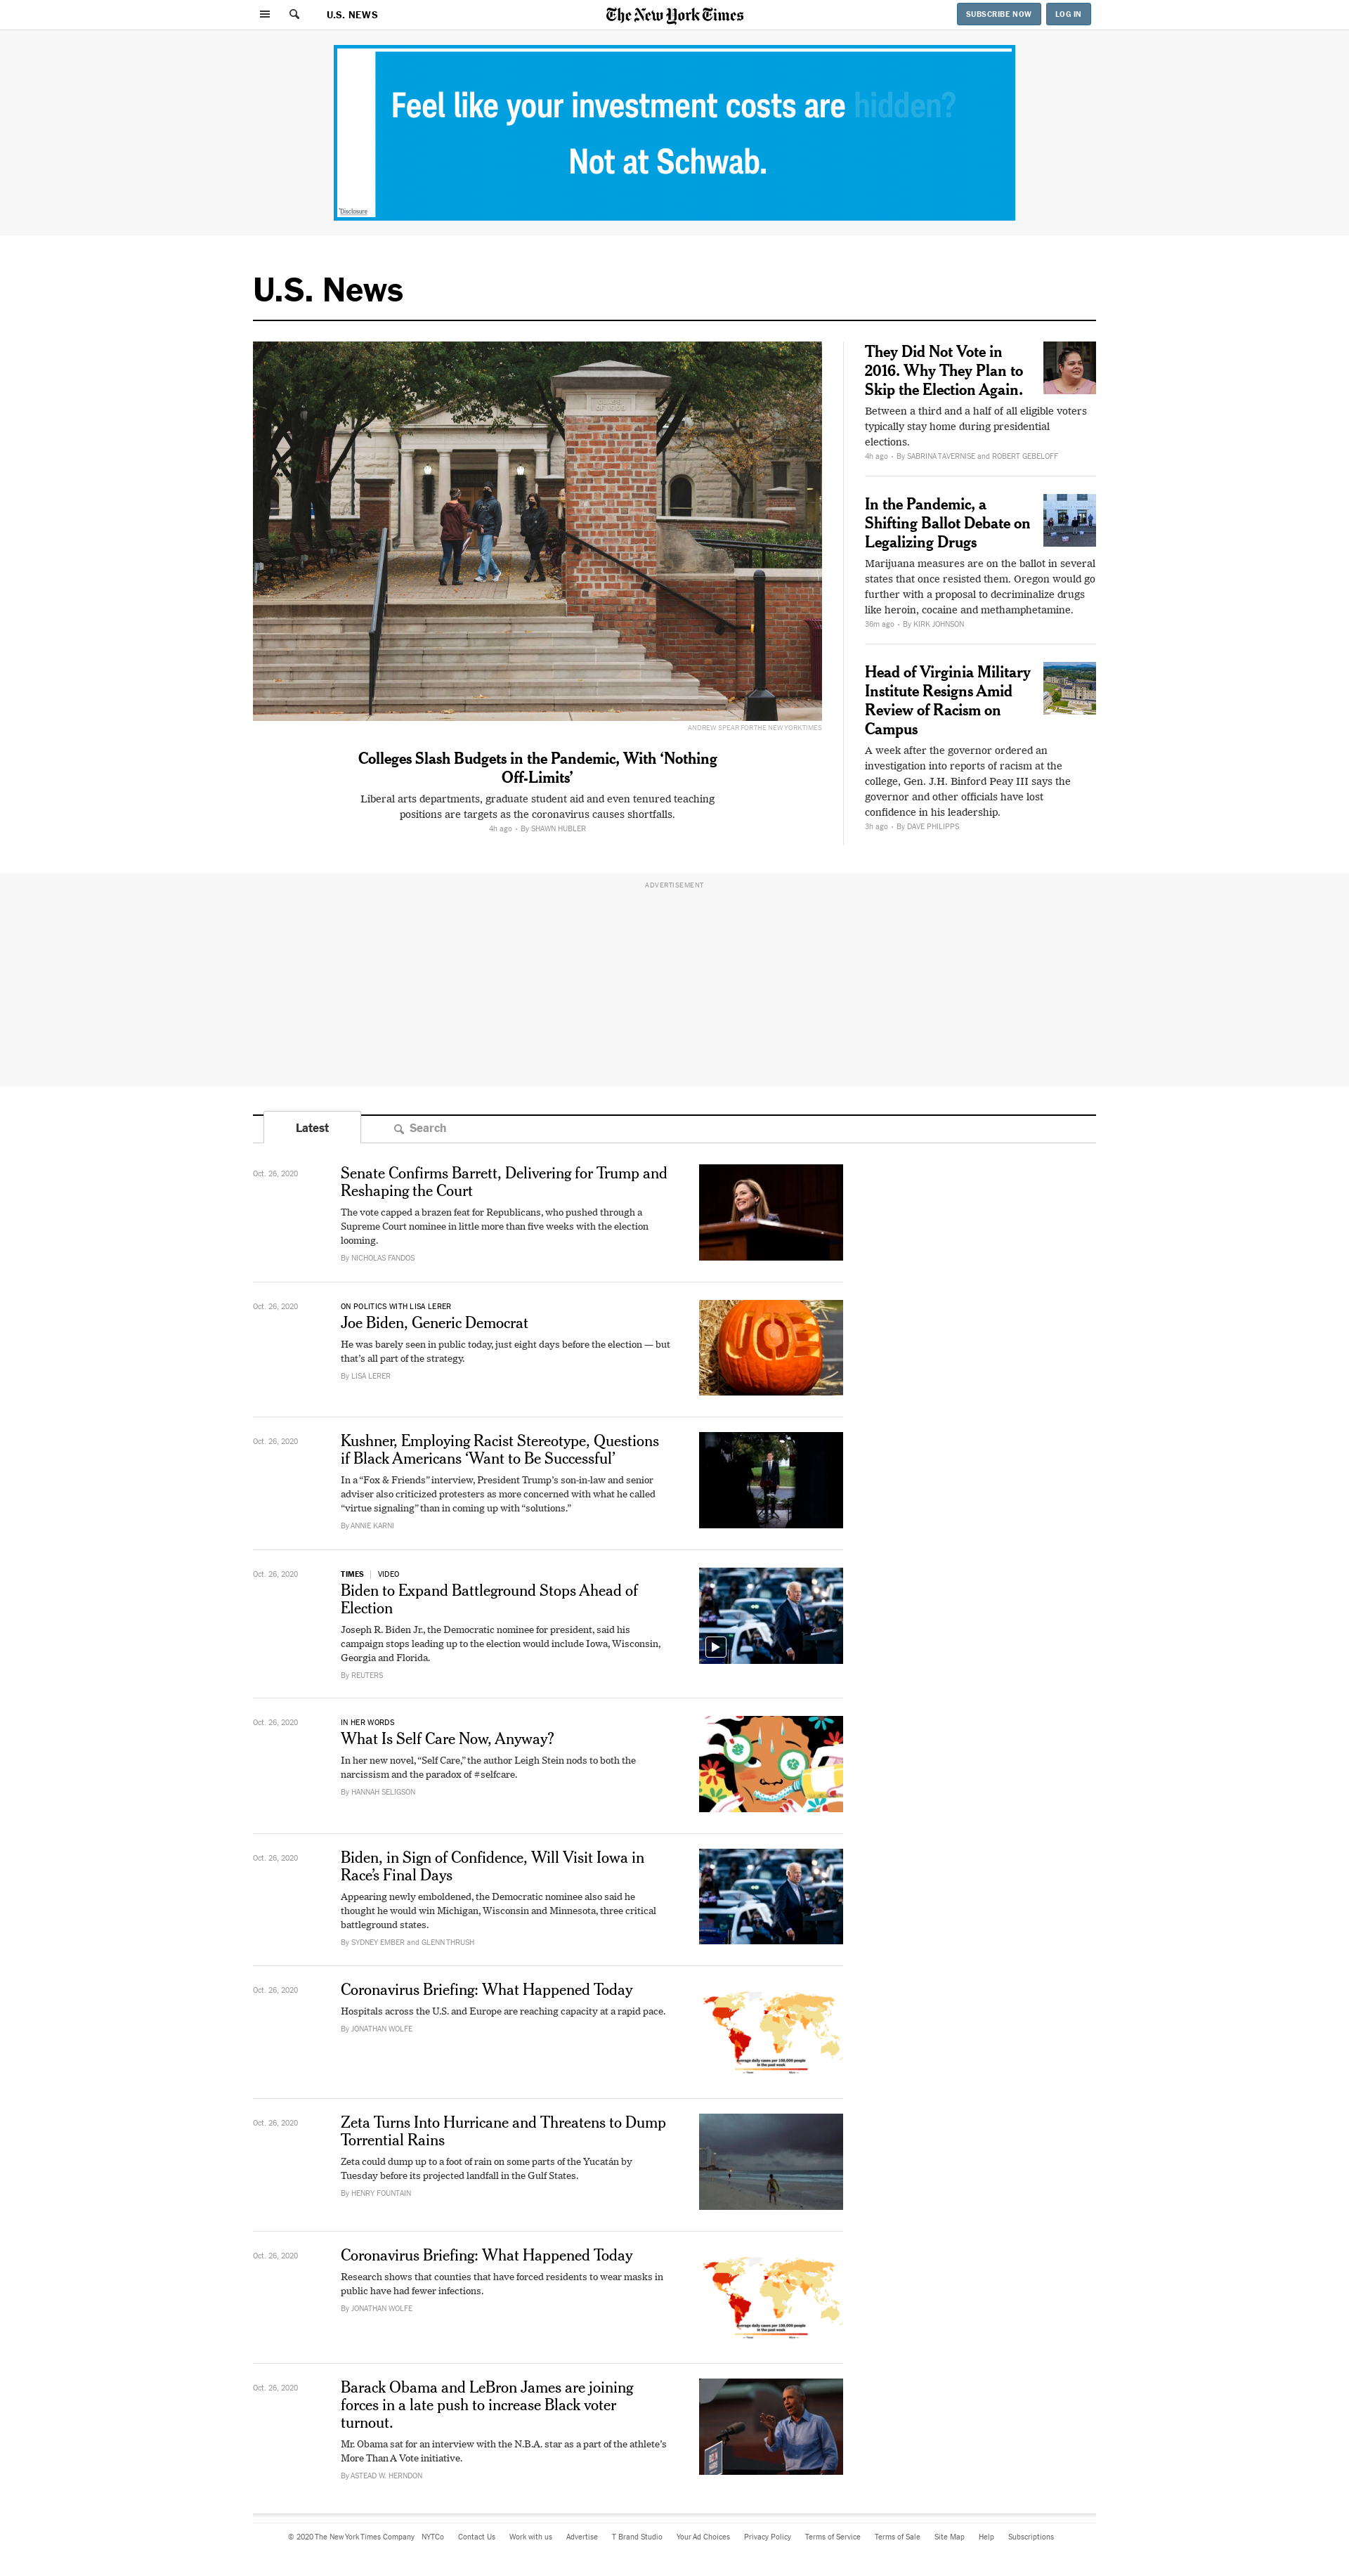 U.S. NEWS
The New York Times
SUBSCRIBE NOW
LOG IN
Feel like your investment costs are hidden?
Not at Schwab.
Disclosure
U.S. News
ANDREW SPEAR FOR THE NEW YORK TIMES
Colleges Slash Budgets in the Pandemic, With ‘Nothing
Off-Limits’
Liberal arts departments, graduate student aid and even tenured teaching
positions are targets as the coronavirus causes shortfalls.
4h ago • By SHAWN HUBLER
They Did Not Vote in
2016. Why They Plan to
Skip the Election Again.
Between a third and a half of all eligible voters
typically stay home during presidential
elections.
4h ago • By SABRINA TAVERNISE and ROBERT GEBELOFF
In the Pandemic, a
Shifting Ballot Debate on
Legalizing Drugs
Marijuana measures are on the ballot in several
states that once resisted them. Oregon would go
further with a proposal to decriminalize drugs
like heroin, cocaine and methamphetamine.
36m ago • By KIRK JOHNSON
Head of Virginia Military
Institute Resigns Amid
Review of Racism on
Campus
A week after the governor ordered an
investigation into reports of racism at the
college, Gen. J.H. Binford Peay III says the
governor and other officials have lost
confidence in his leadership.
3h ago • By DAVE PHILIPPS
ADVERTISEMENT
Latest
Search
Oct. 26, 2020
Senate Confirms Barrett, Delivering for Trump and
Reshaping the Court
The vote capped a brazen feat for Republicans, who pushed through a
Supreme Court nominee in little more than five weeks with the election
looming.
By NICHOLAS FANDOS
Oct. 26, 2020
ON POLITICS WITH LISA LERER
Joe Biden, Generic Democrat
He was barely seen in public today, just eight days before the election — but
that’s all part of the strategy.
By LISA LERER
JOE
Oct. 26, 2020
Kushner, Employing Racist Stereotype, Questions
if Black Americans ‘Want to Be Successful’
In a “Fox & Friends” interview, President Trump’s son-in-law and senior
adviser also criticized protesters as more concerned with what he called
“virtue signaling” than in coming up with “solutions.”
By ANNIE KARNI
Oct. 26, 2020
TIMES | VIDEO
Biden to Expand Battleground Stops Ahead of
Election
Joseph R. Biden Jr., the Democratic nominee for president, said his
campaign stops leading up to the election would include Iowa, Wisconsin,
Georgia and Florida.
By REUTERS
Oct. 26, 2020
IN HER WORDS
What Is Self Care Now, Anyway?
In her new novel, “Self Care,” the author Leigh Stein nods to both the
narcissism and the paradox of #selfcare.
By HANNAH SELIGSON
Oct. 26, 2020
Biden, in Sign of Confidence, Will Visit Iowa in
Race’s Final Days
Appearing newly emboldened, the Democratic nominee also said he
thought he would win Michigan, Wisconsin and Minnesota, three critical
battleground states.
By SYDNEY EMBER and GLENN THRUSH
Oct. 26, 2020
Coronavirus Briefing: What Happened Today
Hospitals across the U.S. and Europe are reaching capacity at a rapid pace.
By JONATHAN WOLFE
Average daily cases per 100,000 people
in the past week
Oct. 26, 2020
Zeta Turns Into Hurricane and Threatens to Dump
Torrential Rains
Zeta could dump up to a foot of rain on some parts of the Yucatán by
Tuesday before its projected landfall in the Gulf States.
By HENRY FOUNTAIN
Oct. 26, 2020
Coronavirus Briefing: What Happened Today
Research shows that counties that have forced residents to wear masks in
public have had fewer infections.
By JONATHAN WOLFE
Average daily cases per 100,000 people
in the past week
Oct. 26, 2020
Barack Obama and LeBron James are joining
forces in a late push to increase Black voter
turnout.
Mr. Obama sat for an interview with the N.B.A. star as a part of the athlete’s
More Than A Vote initiative.
By ASTEAD W. HERNDON
© 2020 The New York Times Company NYTCo Contact Us Work with us Advertise T Brand Studio Your Ad Choices Privacy Policy Terms of Service Terms of Sale Site Map Help Subscriptions